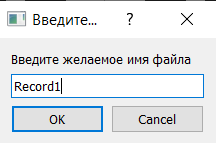 Введите... ?
Введите желаемое имя файла
Record1
OK Cancel